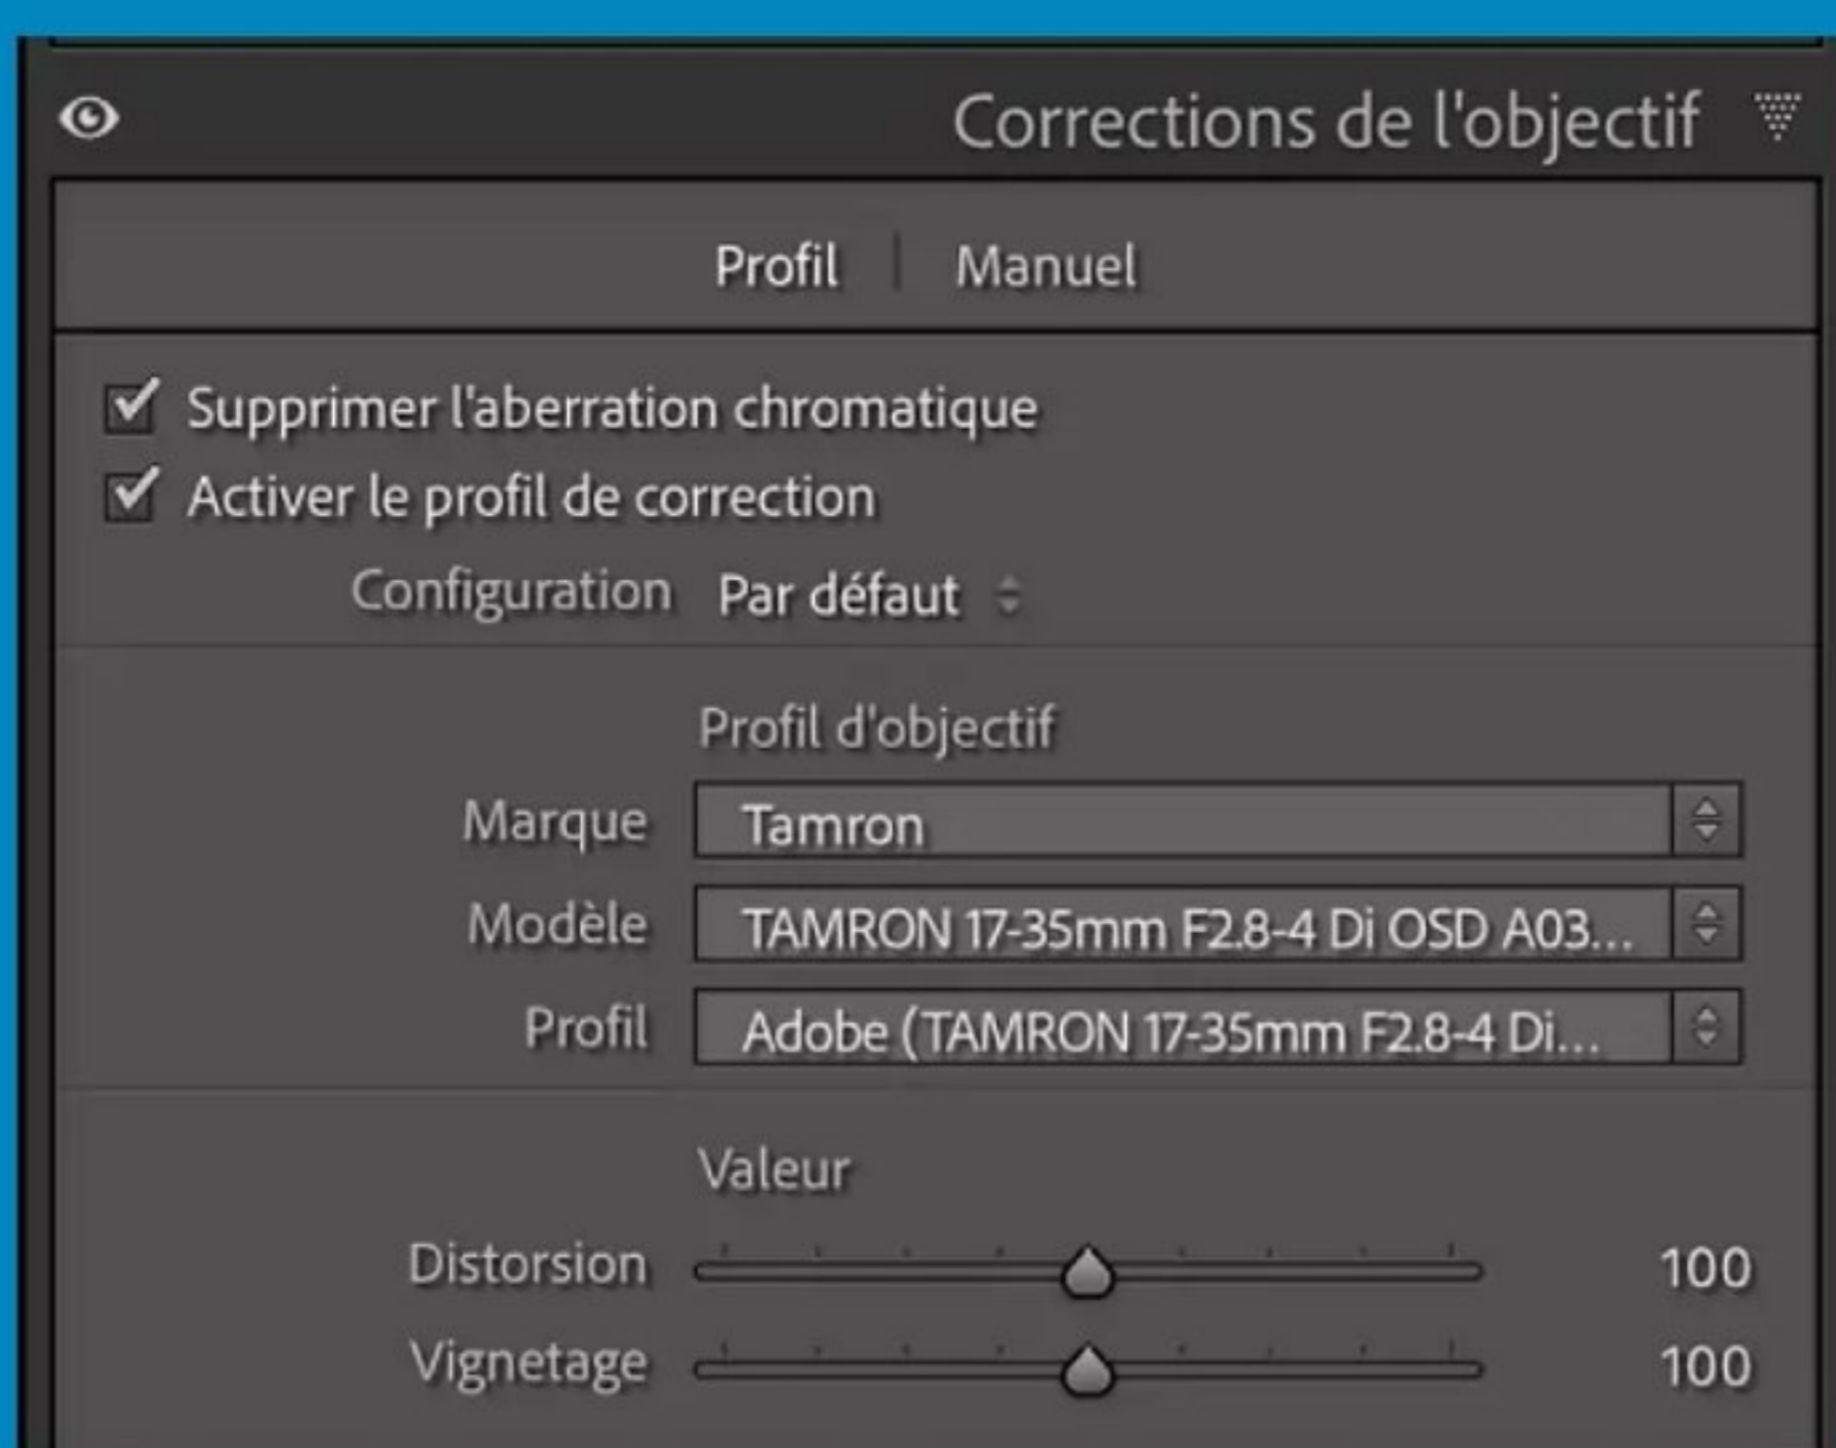 Corrections de l'objectif
Profil | Manuel
Supprimer l'aberration chromatique
Activer le profil de correction
Configuration Par défaut
Profil d'objectif
Marque Tamron
Modèle TAMRON 17-35mm F2.8-4 Di OSD A03...
Profil Adobe (TAMRON 17-35mm F2.8-4 Di...
Valeur
Distorsion 100
Vignetage 100